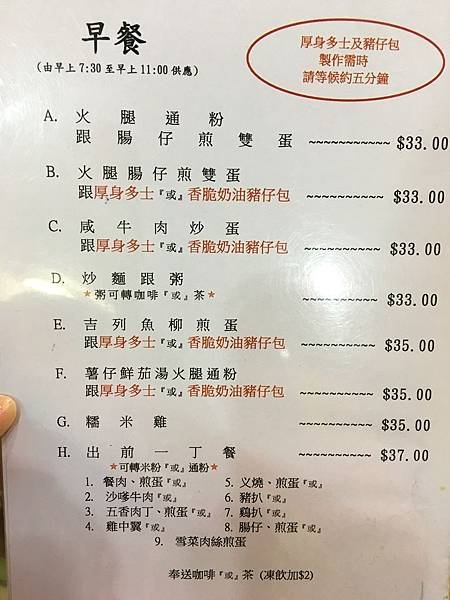 早餐
(由早上 7:30 至早上 11:00 供應)
厚身多士及豬仔包
製作需時
請等候約五分鐘
A. 火腿通粉
跟腸仔煎雙蛋 ~~~~~~~~~~~ $33.00
B. 火腿腸仔煎雙蛋
跟厚身多士『或』香脆奶油豬仔包 ~~~~~~~~~~ $33.00
C. 咸牛肉炒蛋
跟厚身多士『或』香脆奶油豬仔包 ~~~~~~~~~~ $33.00
D. 炒麵跟粥
★粥可轉咖啡『或』茶★ ~~~~~~~~~~ $33.00
E. 吉列魚柳煎蛋
跟厚身多士『或』香脆奶油豬仔包 ~~~~~~~~~~ $35.00
F. 薯仔鮮茄湯火腿通粉
跟厚身多士『或』香脆奶油豬仔包 ~~~~~~~~~~ $35.00
G. 糯米雞 ~~~~~~~~~~ $35.00
H. 出前一丁餐 ~~~~~~~~~~ $37.00
★可轉米粉『或』通粉★
1. 餐肉、煎蛋『或』 5. 义燒、煎蛋『或』
2. 沙嗲牛肉『或』 6. 豬扒『或』
3. 五香肉丁、煎蛋『或』 7. 鷄扒『或』
4. 雞中翼『或』 8. 腸仔、煎蛋『或』
9. 雪菜肉絲煎蛋
奉送咖啡『或』茶 (凍飲加$2)